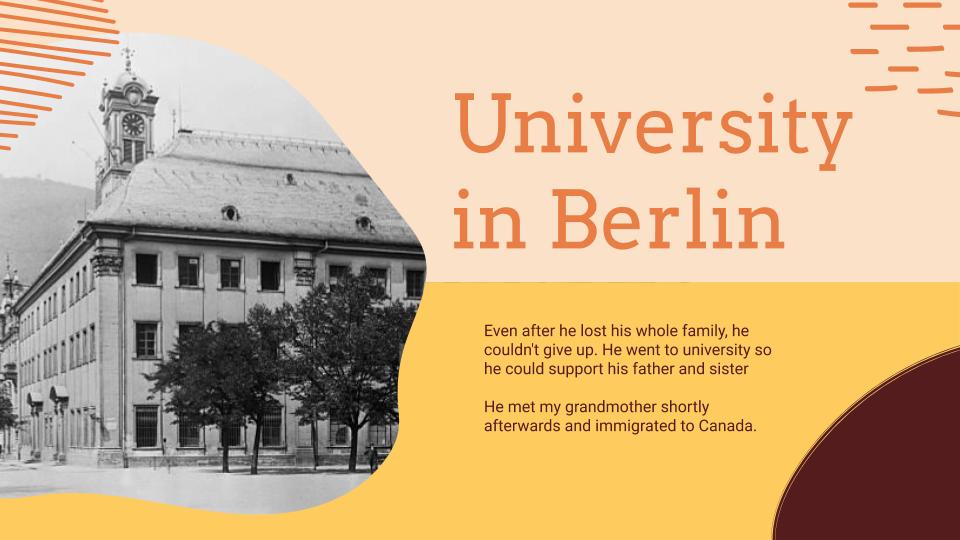 University
in Berlin
Even after he lost his whole family, he
couldn't give up. He went to university so
he could support his father and sister
He met my grandmother shortly
afterwards and immigrated to Canada.